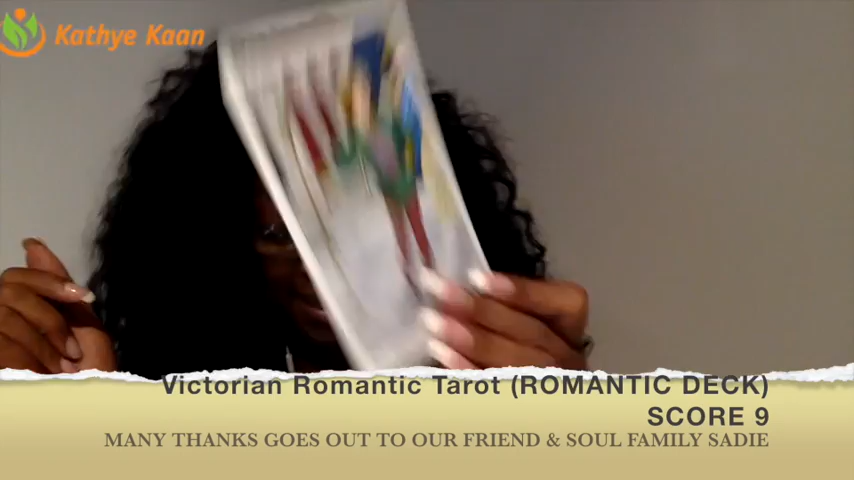 Kathye Kaan
Victorian Romantic Tarot (ROMANTIC DECK)
SCORE 9
MANY THANKS GOES OUT TO OUR FRIEND & SOUL FAMILY SADIE